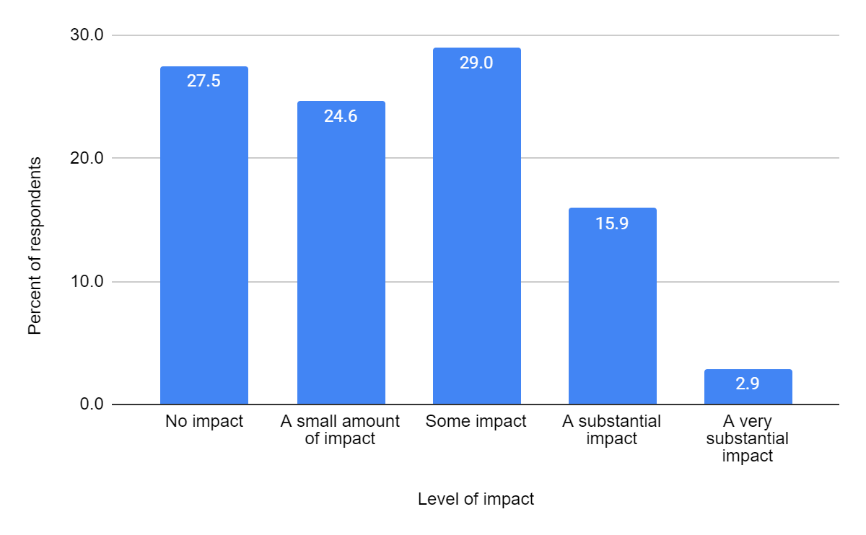 Percent of respondents
30.0
20.0
10.0
0.0
27.5
24.6
29.0
15.9
2.9
No impact
A small amount
of impact
Some impact
A substantial
impact
A very
substantial
impact
Level of impact